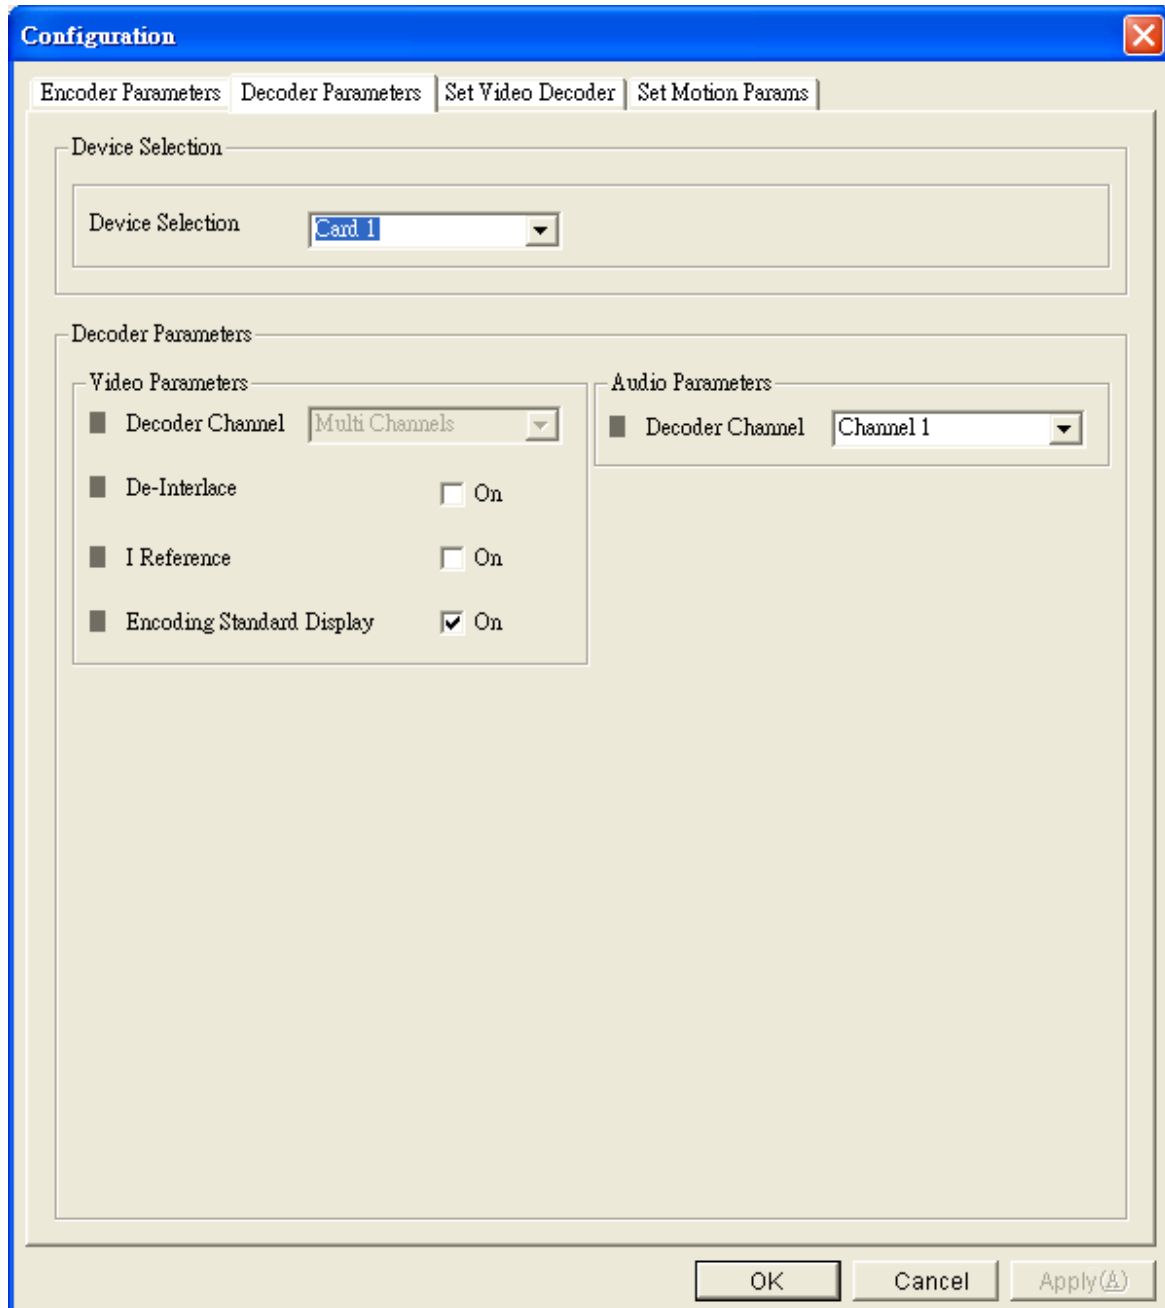 Configuration
Encoder Parameters Decoder Parameters Set Video Decoder Set Motion Params
Device Selection
Device Selection Card 1
Decoder Parameters
Video Parameters
Decoder Channel Multi Channels
De-Interlace On
I Reference On
Encoding Standard Display On
Audio Parameters
Decoder Channel Channel 1
OK Cancel Apply(A)